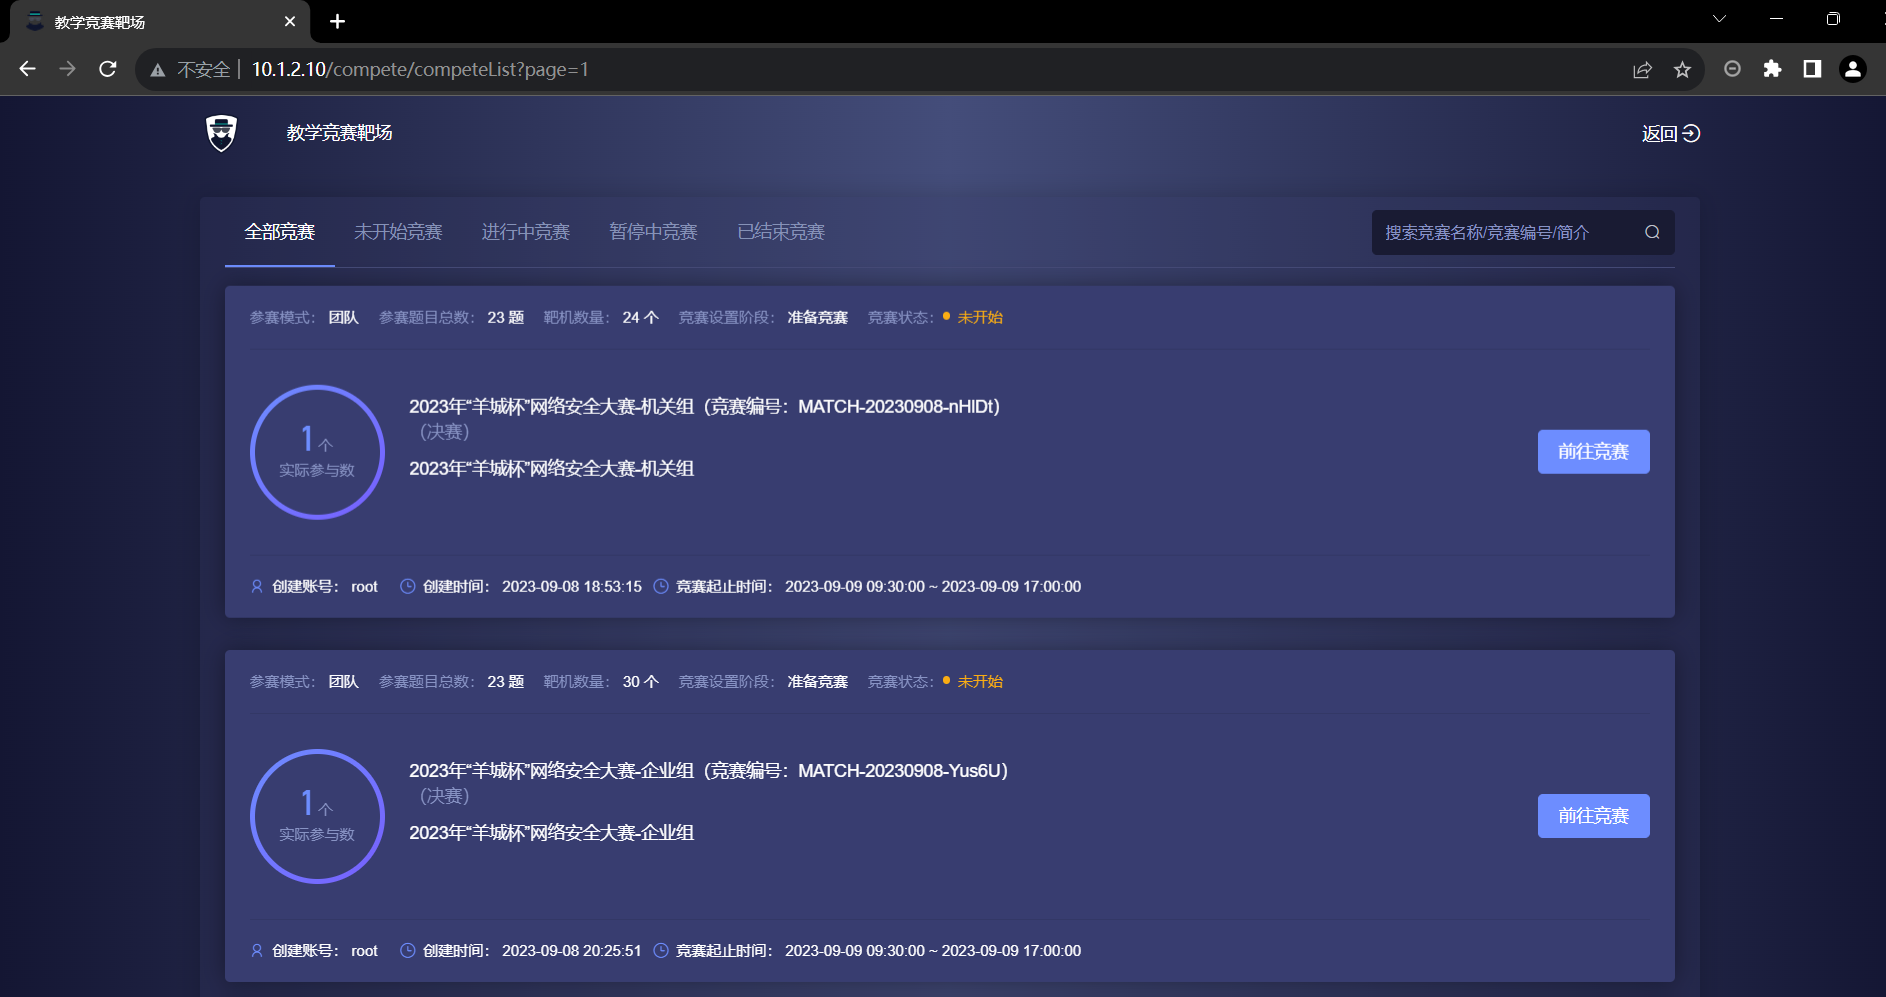 教学竞赛靶场
不安全 | 10.1.2.10/compete/competeList?page=1
教学竞赛靶场
返回
全部竞赛 未开始竞赛 进行中竞赛 暂停中竞赛 已结束竞赛 搜索竞赛名称/竞赛编号/简介
参赛模式： 团队 参赛题目总数： 23 题 靶机数量： 24 个 竞赛设置阶段： 准备竞赛 竞赛状态： 未开始
1 个
实际参与数
2023年“羊城杯”网络安全大赛-机关组（竞赛编号：MATCH-20230908-nHlDt）
（决赛）
2023年“羊城杯”网络安全大赛-机关组
前往竞赛
创建账号： root 创建时间： 2023-09-08 18:53:15 竞赛起止时间： 2023-09-09 09:30:00 ~ 2023-09-09 17:00:00
参赛模式： 团队 参赛题目总数： 23 题 靶机数量： 30 个 竞赛设置阶段： 准备竞赛 竞赛状态： 未开始
1 个
实际参与数
2023年“羊城杯”网络安全大赛-企业组（竞赛编号：MATCH-20230908-Yus6U）
（决赛）
2023年“羊城杯”网络安全大赛-企业组
前往竞赛
创建账号： root 创建时间： 2023-09-08 20:25:51 竞赛起止时间： 2023-09-09 09:30:00 ~ 2023-09-09 17:00:00